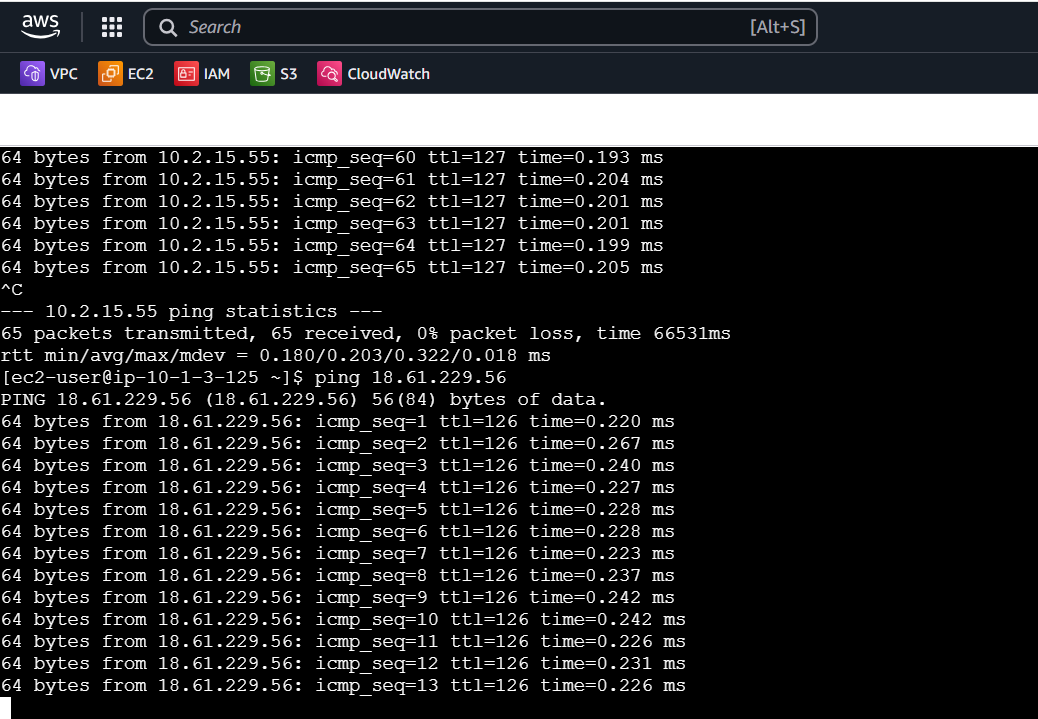 aws
Search [Alt+S]
VPC EC2 IAM S3 CloudWatch
64 bytes from 10.2.15.55: icmp_seq=60 ttl=127 time=0.193 ms
64 bytes from 10.2.15.55: icmp_seq=61 ttl=127 time=0.204 ms
64 bytes from 10.2.15.55: icmp_seq=62 ttl=127 time=0.201 ms
64 bytes from 10.2.15.55: icmp_seq=63 ttl=127 time=0.201 ms
64 bytes from 10.2.15.55: icmp_seq=64 ttl=127 time=0.199 ms
64 bytes from 10.2.15.55: icmp_seq=65 ttl=127 time=0.205 ms
^C
--- 10.2.15.55 ping statistics ---
65 packets transmitted, 65 received, 0% packet loss, time 66531ms
rtt min/avg/max/mdev = 0.180/0.203/0.322/0.018 ms
[ec2-user@ip-10-1-3-125 ~]$ ping 18.61.229.56
PING 18.61.229.56 (18.61.229.56) 56(84) bytes of data.
64 bytes from 18.61.229.56: icmp_seq=1 ttl=126 time=0.220 ms
64 bytes from 18.61.229.56: icmp_seq=2 ttl=126 time=0.267 ms
64 bytes from 18.61.229.56: icmp_seq=3 ttl=126 time=0.240 ms
64 bytes from 18.61.229.56: icmp_seq=4 ttl=126 time=0.227 ms
64 bytes from 18.61.229.56: icmp_seq=5 ttl=126 time=0.228 ms
64 bytes from 18.61.229.56: icmp_seq=6 ttl=126 time=0.228 ms
64 bytes from 18.61.229.56: icmp_seq=7 ttl=126 time=0.223 ms
64 bytes from 18.61.229.56: icmp_seq=8 ttl=126 time=0.237 ms
64 bytes from 18.61.229.56: icmp_seq=9 ttl=126 time=0.242 ms
64 bytes from 18.61.229.56: icmp_seq=10 ttl=126 time=0.242 ms
64 bytes from 18.61.229.56: icmp_seq=11 ttl=126 time=0.226 ms
64 bytes from 18.61.229.56: icmp_seq=12 ttl=126 time=0.231 ms
64 bytes from 18.61.229.56: icmp_seq=13 ttl=126 time=0.226 ms